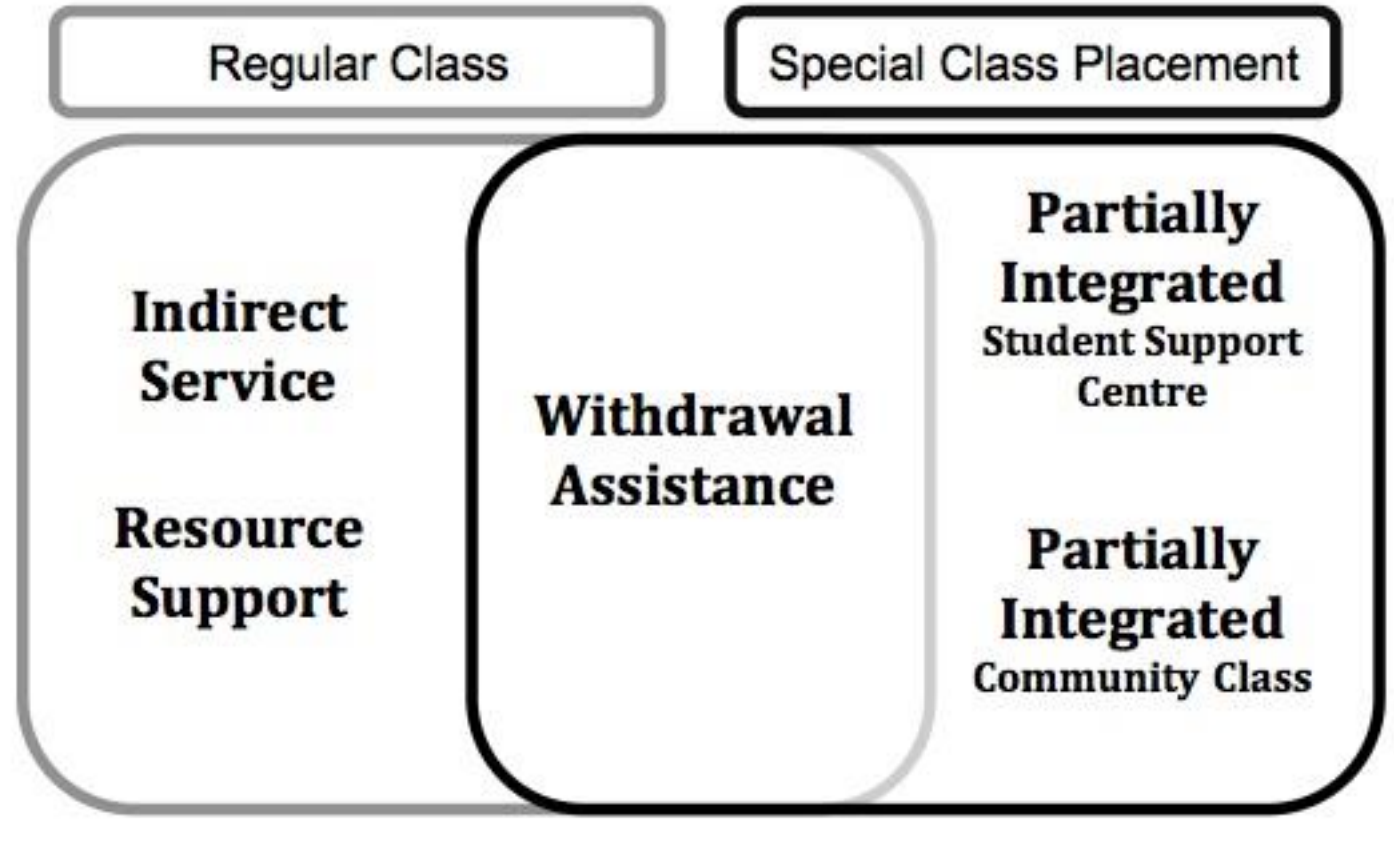 Regular Class
Special Class Placement
Indirect
Service
Resource
Support
Withdrawal
Assistance
Partially
Integrated
Student Support
Centre
Partially
Integrated
Community Class